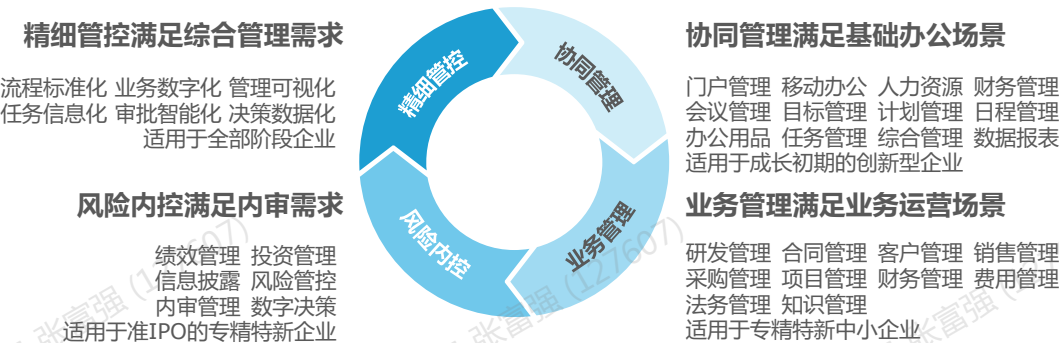 精细管控满足综合管理需求
流程标准化 业务数字化 管理可视化
任务信息化 审批智能化 决策数据化
适用于全部阶段企业
协同管理满足基础办公场景
门户管理 移动办公 人力资源 财务管理
会议管理 目标管理 计划管理 日程管理
办公用品 任务管理 综合管理 数据报表
适用于成长初期的创新型企业
精细管控
协同管理
风险内控
业务管理
风险内控满足内审需求
绩效管理 投资管理
信息披露 风险管控
内审管理 数字决策
适用于准IPO的专精特新企业
业务管理满足业务运营场景
研发管理 合同管理 客户管理 销售管理
采购管理 项目管理 财务管理 费用管理
法务管理 知识管理
适用于专精特新中小企业
张富强 (127607)